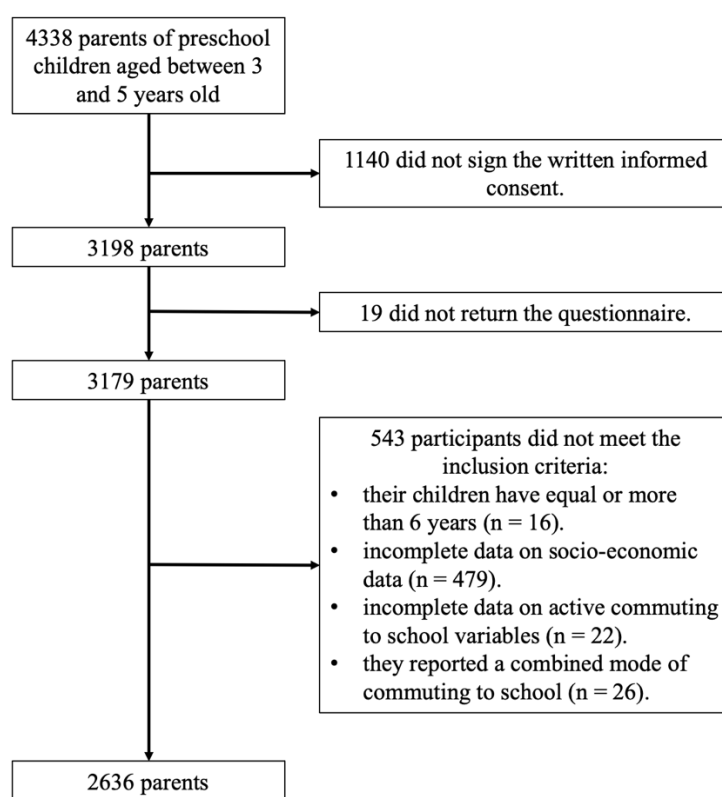 4338 parents of preschool
children aged between 3
and 5 years old
1140 did not sign the written informed
consent.
3198 parents
19 did not return the questionnaire.
3179 parents
543 participants did not meet the
inclusion criteria:
• their children have equal or more
than 6 years (n = 16).
• incomplete data on socio-economic
data (n = 479).
• incomplete data on active commuting
to school variables (n = 22).
• they reported a combined mode of
commuting to school (n = 26).
2636 parents